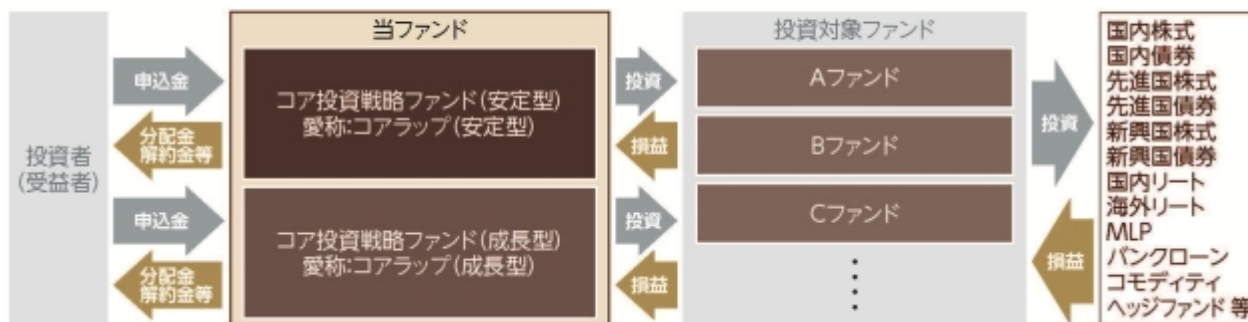 投資者
(受益者)
申込金
分配金
解約金等
申込金
分配金
解約金等
当ファンド
コア投資戦略ファンド(安定型)
愛称:コアラップ(安定型)
コア投資戦略ファンド(成長型)
愛称:コアラップ(成長型)
投資
損益
投資
損益
投資対象ファンド
Aファンド
Bファンド
Cファンド
投資
損益
国内株式
国内債券
先進国株式
先進国債券
新興国株式
新興国債券
国内リート
海外リート
MLP
バンクローン
コモディティ
ヘッジファンド 等